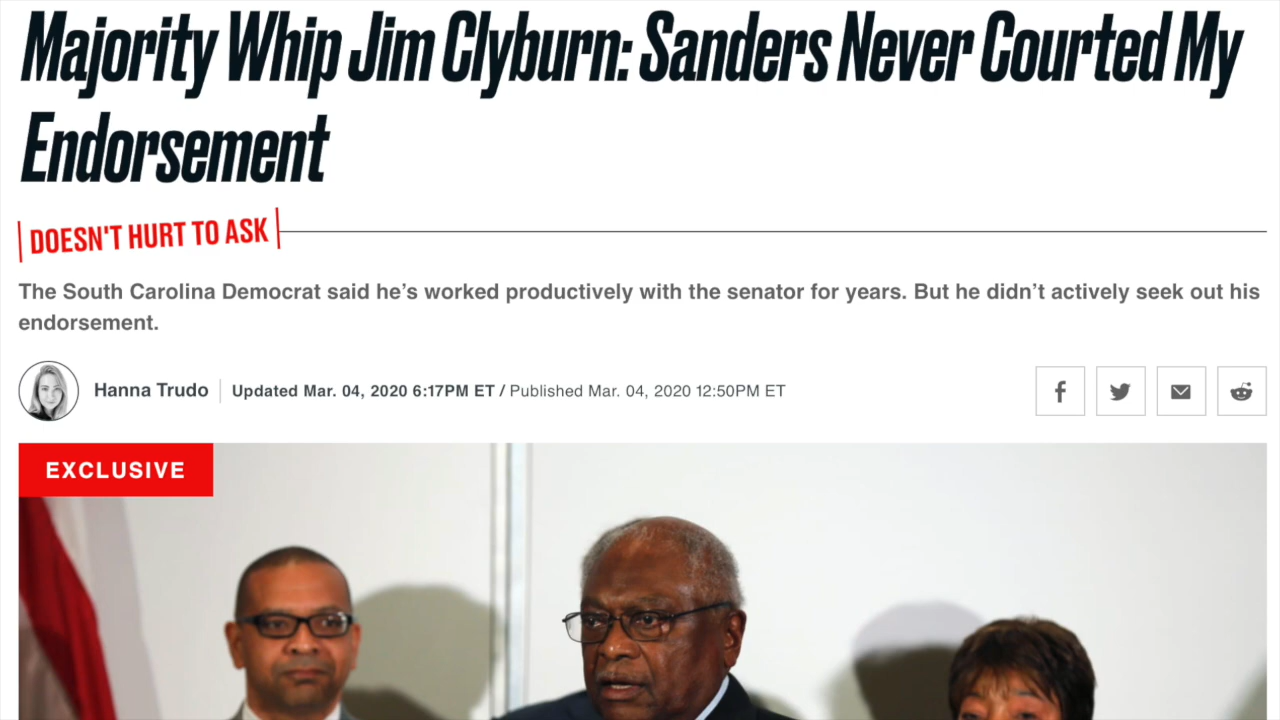 Majority Whip Jim Clyburn: Sanders Never Courted My
Endorsement
DOESN'T HURT TO ASK
The South Carolina Democrat said he’s worked productively with the senator for years. But he didn’t actively seek out his
endorsement.
Hanna Trudo Updated Mar. 04, 2020 6:17PM ET / Published Mar. 04, 2020 12:50PM ET
EXCLUSIVE